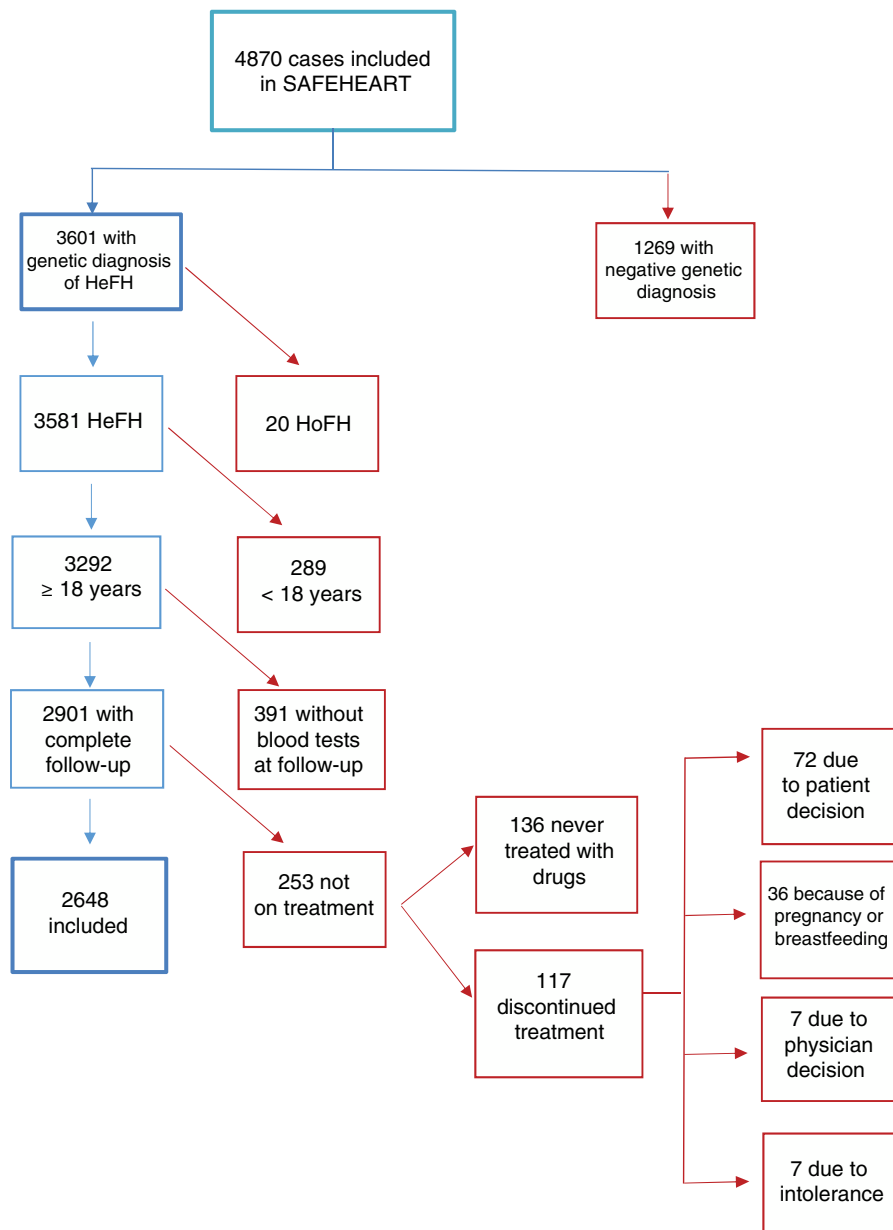 4870 cases included
in SAFEHEART
3601 with
genetic diagnosis
of HeFH
1269 with
negative genetic
diagnosis
3581 HeFH
20 HoFH
3292
≥ 18 years
289
< 18 years
2901 with
complete
follow-up
391 without
blood tests
at follow-up
72 due
to patient
decision
136 never
treated with
drugs
2648
included
253 not
on treatment
36 because of
pregnancy or
breastfeeding
117
discontinued
treatment
7 due to
physician
decision
7 due to
intolerance